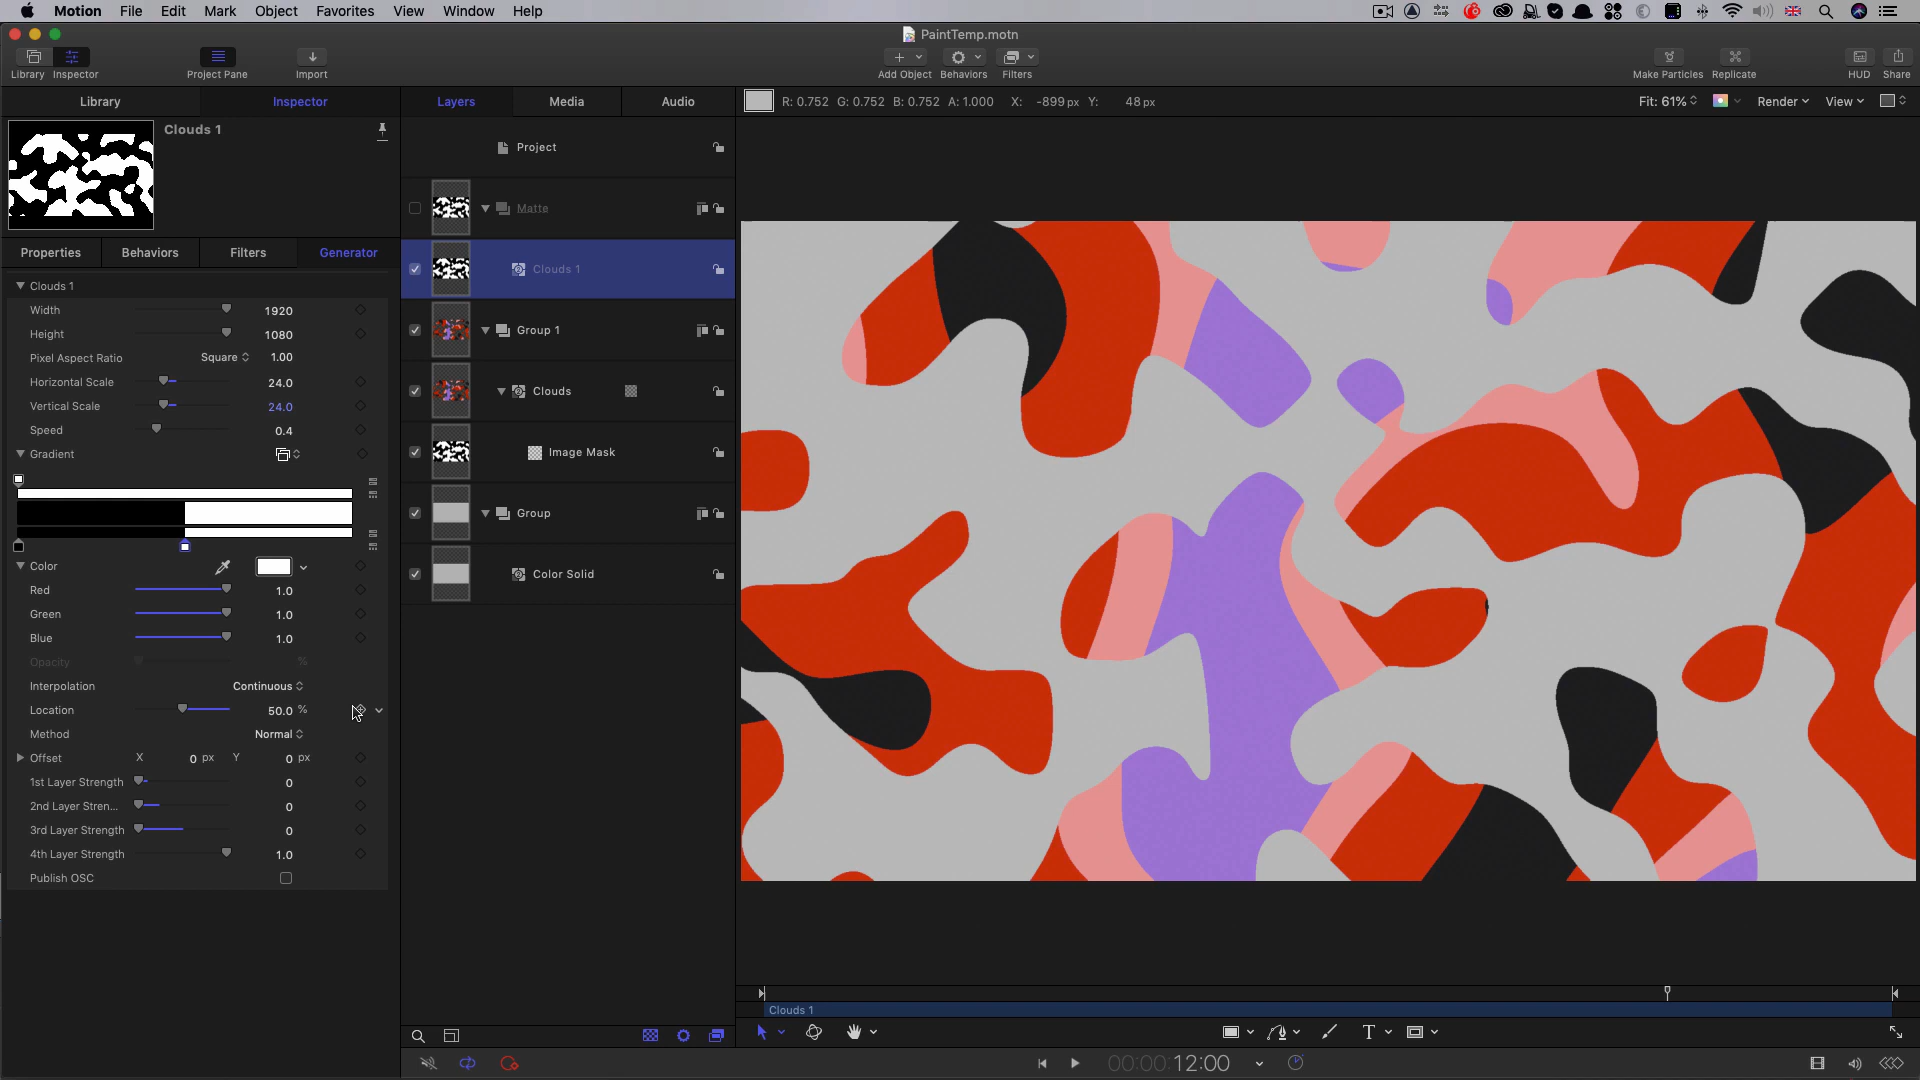 Motion File Edit Mark Object Favorites View Window Help
PaintTemp.motn
Library Inspector Project Pane Import Add Object Behaviors Filters Make Particles Replicate HUD Share
Library Inspector Layers Media Audio R: 0.752 G: 0.752 B: 0.752 A: 1.000 X: -899 px Y: 48 px Fit: 61% Render View
Clouds 1
Project
Matte
Properties Behaviors Filters Generator
Clouds 1
Clouds 1
Width 1920
Height 1080
Group 1
Pixel Aspect Ratio Square 1.00
Horizontal Scale 24.0
Clouds
Vertical Scale 24.0
Speed 0.4
Gradient
Image Mask
Group
Color
Color Solid
Red 1.0
Green 1.0
Blue 1.0
Opacity %
Interpolation Continuous
Location 50.0 %
Method Normal
Offset X 0 px Y 0 px
1st Layer Strength 0
2nd Layer Stren... 0
3rd Layer Strength 0
4th Layer Strength 1.0
Publish OSC
Clouds 1
T
00:00:12:00